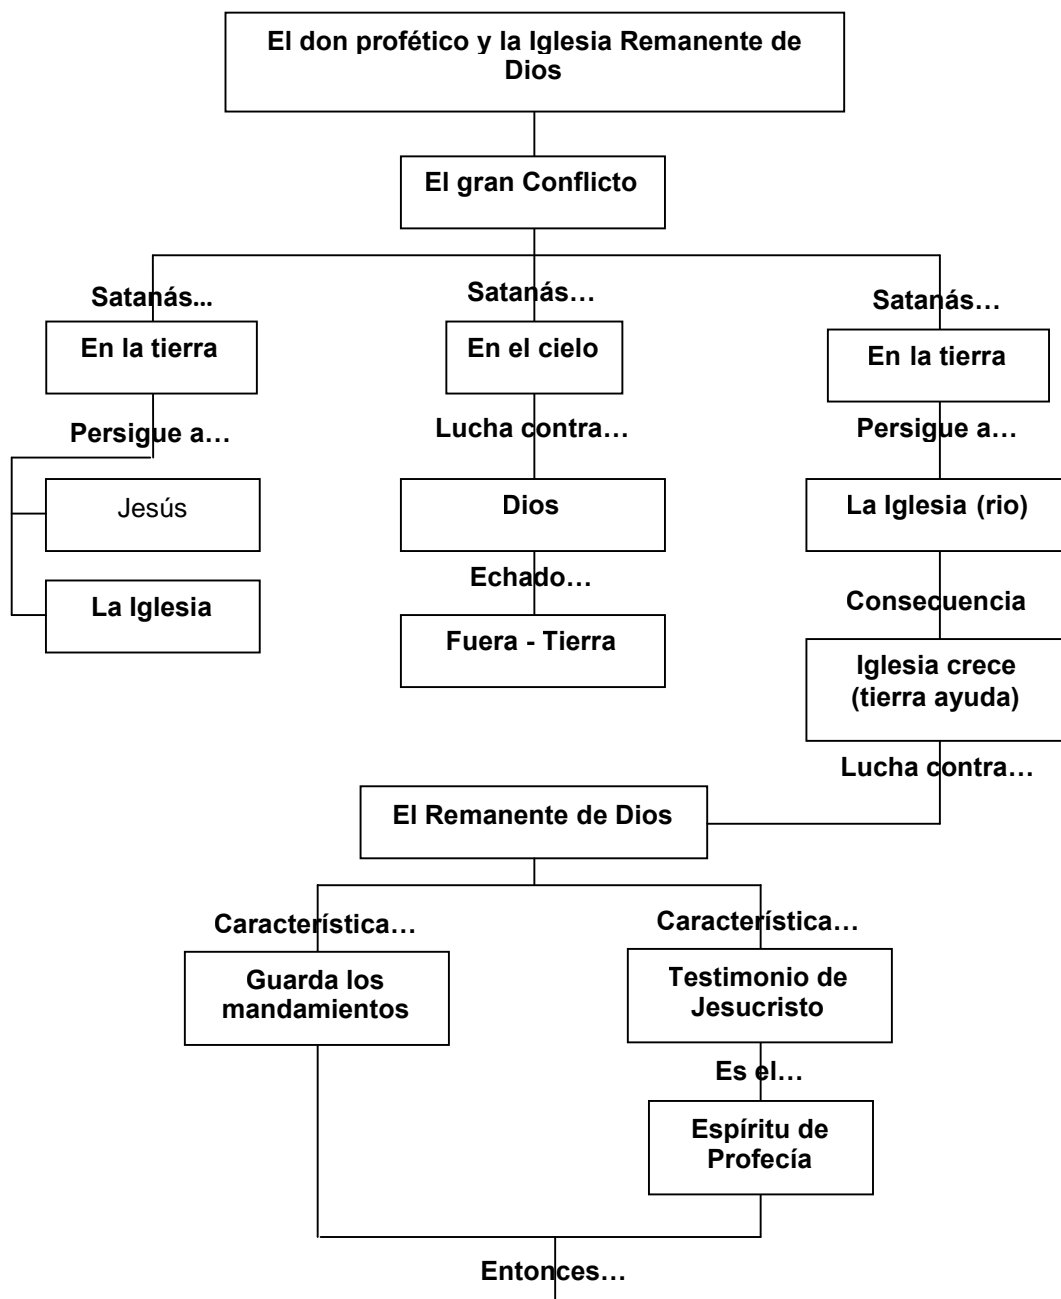 El don profético y la Iglesia Remanente de
Dios
El gran Conflicto
Satanás...
Satanás…
Satanás…
En la tierra
En el cielo
En la tierra
Persigue a…
Lucha contra…
Persigue a…
Jesús
Dios
La Iglesia (rio)
Echado…
Consecuencia
La Iglesia
Fuera - Tierra
Iglesia crece
(tierra ayuda)
Lucha contra…
El Remanente de Dios
Característica…
Característica…
Guarda los
mandamientos
Testimonio de
Jesucristo
Es el…
Espíritu de
Profecía
Entonces…